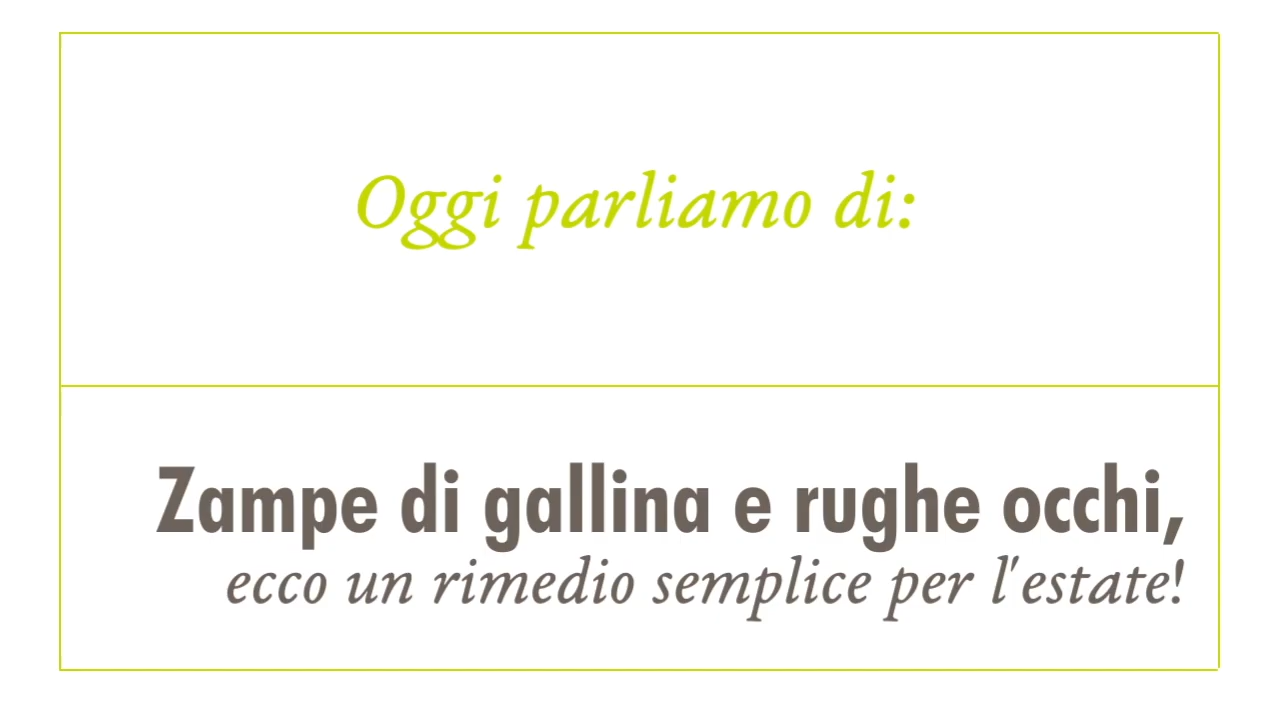 Oggi parliamo di:
Zampe di gallina e rughe occhi,
ecco un rimedio semplice per l'estate!